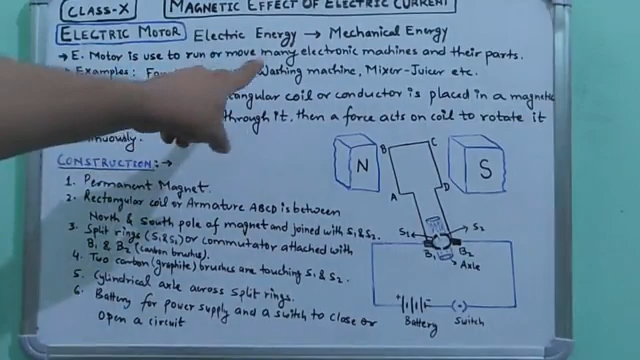 CLASS-X MAGNETIC EFFECT OF ELECTRIC CURRENT
ELECTRIC MOTOR Electric Energy → Mechanical Energy
→ E. Motor is use to run or move many electronic machines and their parts.
Examples: Washing machine, Mixer-Juicer etc.
coil or conductor is placed in a magnetic
through it, then a force acts on coil to rotate it
CONSTRUCTION:→
1. Permanent Magnet.
2. Rectangular coil or Armature ABCD is between
North & South pole of magnet and joined with S1 & S2.
3. Split rings (S1 & S2) or commutator attached with
B1 & B2 (carbon brushes).
4. Two carbon (graphite) brushes are touching S1 & S2.
5. Cylindrical axle across split rings.
6. Battery for power supply and a switch to close or
open a circuit
N
S
B
C
A
D
S1
S2
B1
B2
Axle
+
-
Battery
Switch